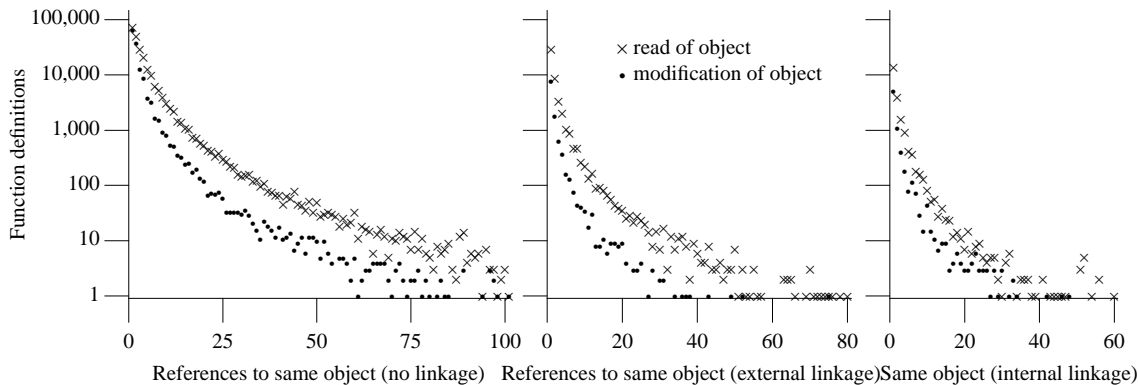 100,000
10,000
1,000
100
10
1
Function definitions
0 25 50 75 100
References to same object (no linkage)
× read of object
• modification of object
0 20 40 60 80
References to same object (external linkage)
0 20 40 60
Same object (internal linkage)